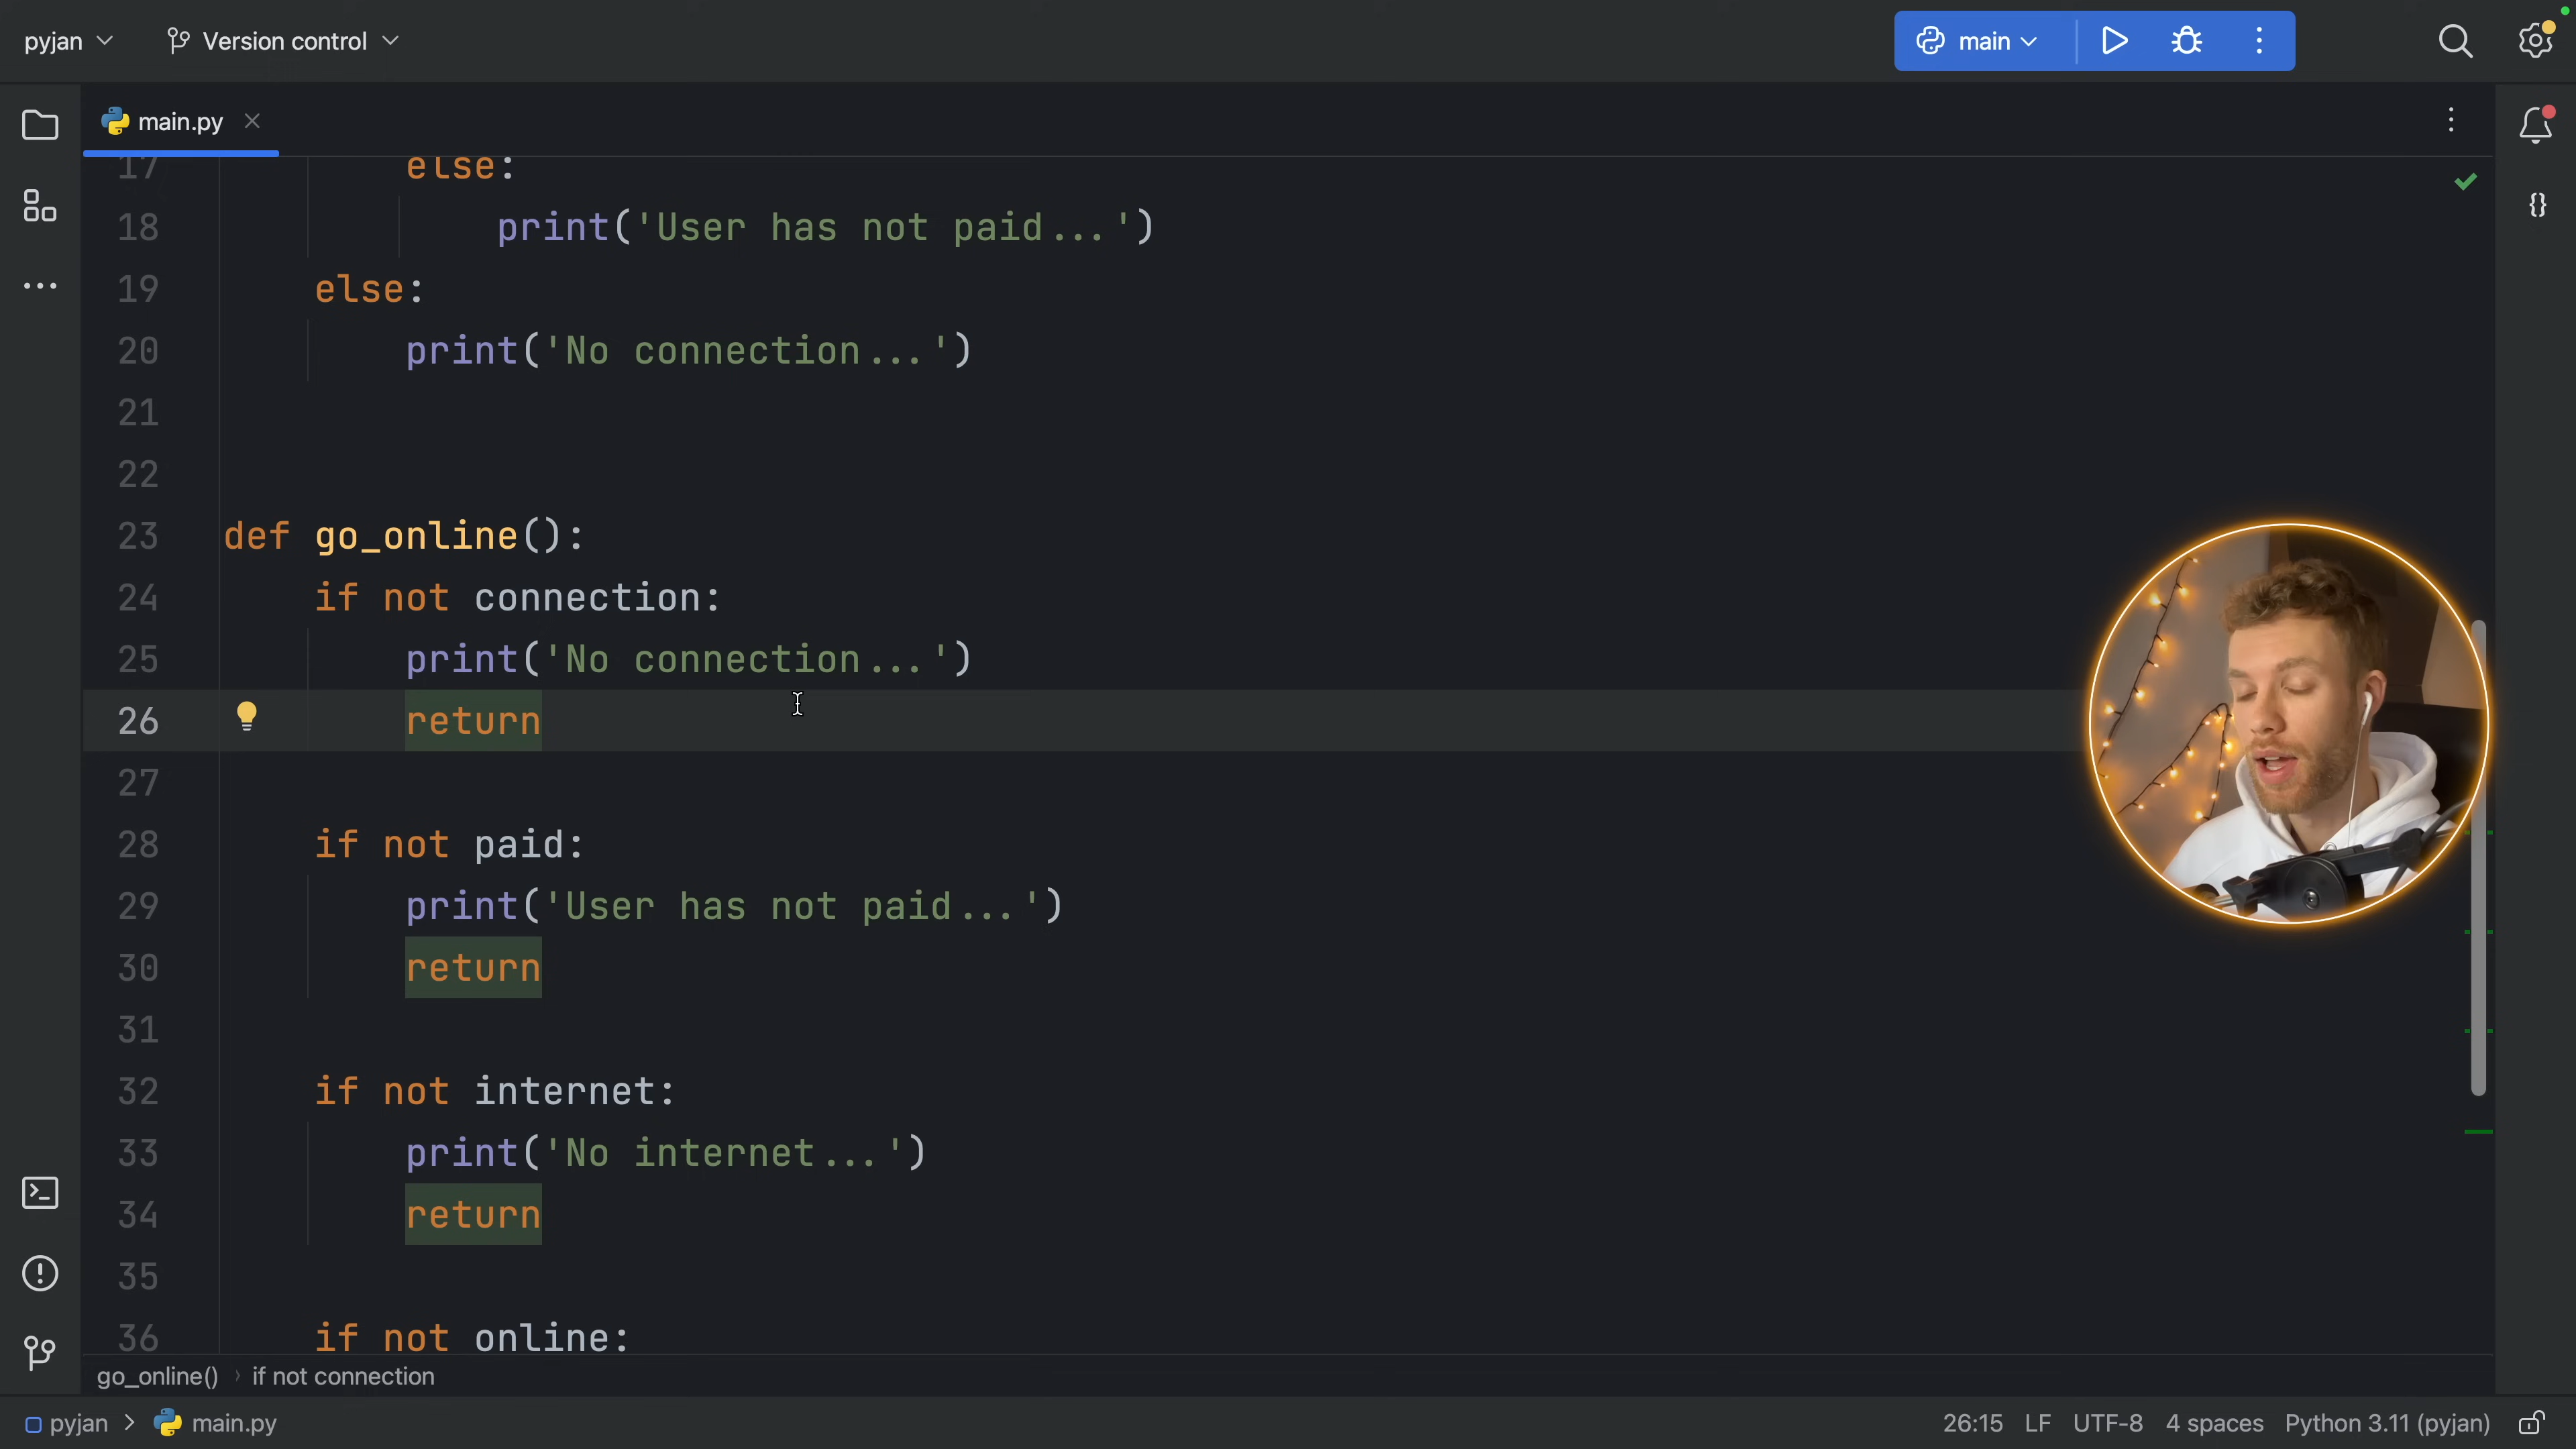 pyjan Version control main
main.py
17 else:
18 print('User has not paid...')
19 else:
20 print('No connection...')
21
22
23 def go_online():
24 if not connection:
25 print('No connection...')
26 return
27
28 if not paid:
29 print('User has not paid...')
30 return
31
32 if not internet:
33 print('No internet...')
34 return
35
36 if not online:
go_online() › if not connection
pyjan > main.py 26:15 LF UTF-8 4 spaces Python 3.11 (pyjan)